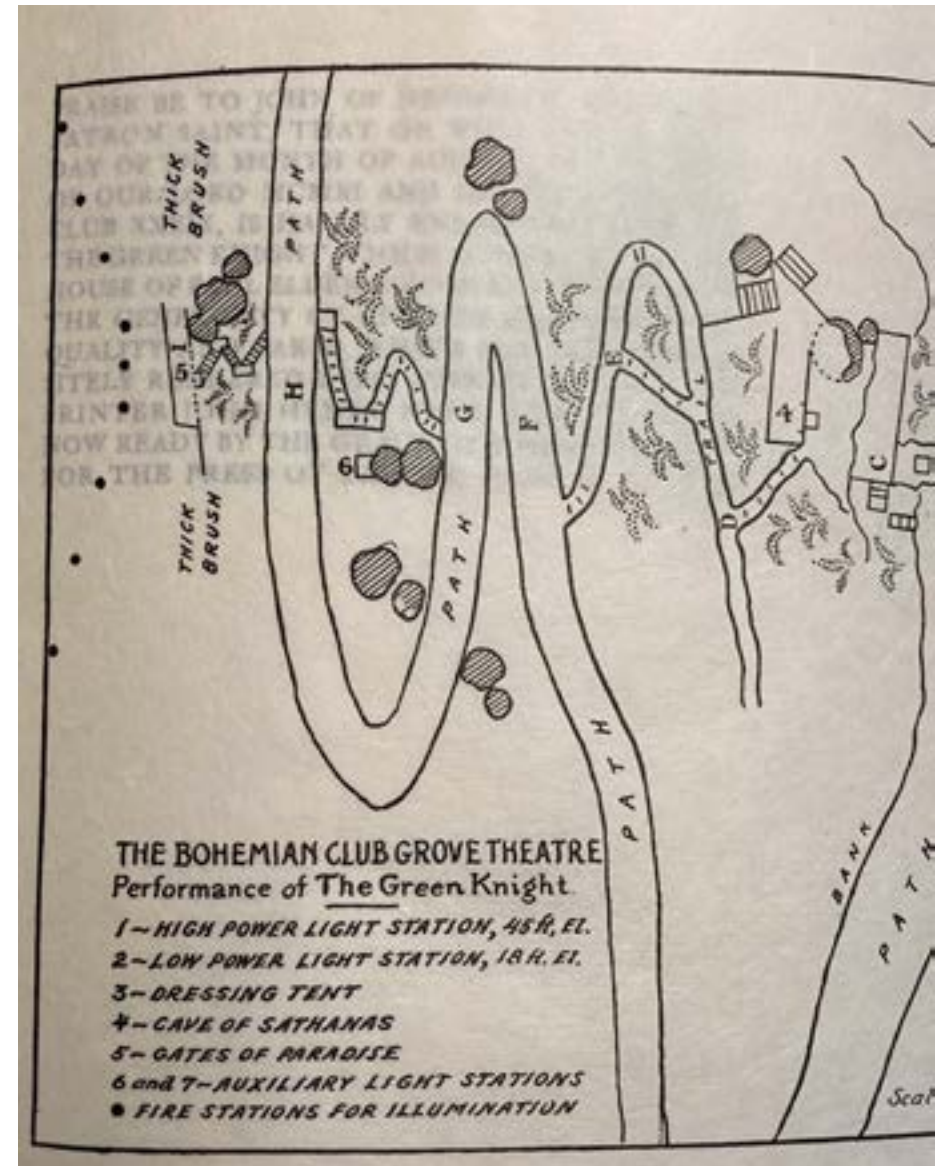 THICK
BRUSH
PATH
1
5
H
6
G
PATH
F
E
TRAIL
4
D
C
THICK
BRUSH
PATH
BANK
PATH
THE BOHEMIAN CLUB GROVE THEATRE
Performance of The Green Knight
1~HIGH POWER LIGHT STATION, 45 ft. El.
2~LOW POWER LIGHT STATION, 18 ft. El.
3~DRESSING TENT
4~CAVE OF SATHANAS
5~GATES OF PARADISE
6 and 7~AUXILIARY LIGHT STATIONS
• FIRE STATIONS FOR ILLUMINATION